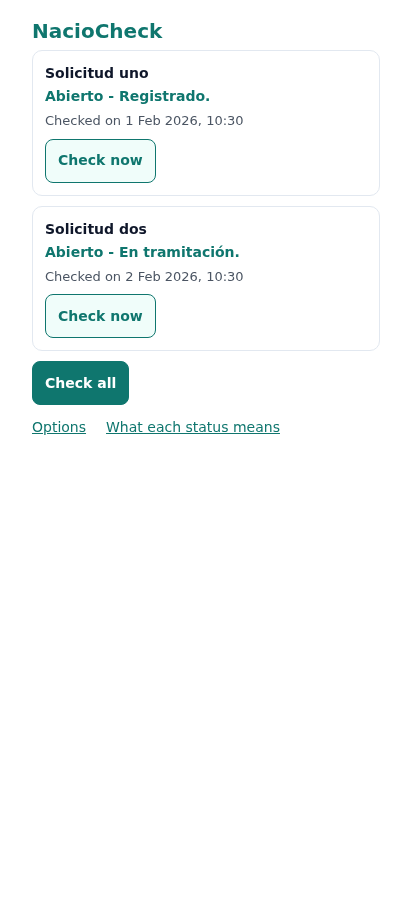 NacioCheck
Solicitud uno
Abierto - Registrado.
Checked on 1 Feb 2026, 10:30
Check now
Solicitud dos
Abierto - En tramitación.
Checked on 2 Feb 2026, 10:30
Check now
Check all
Options What each status means